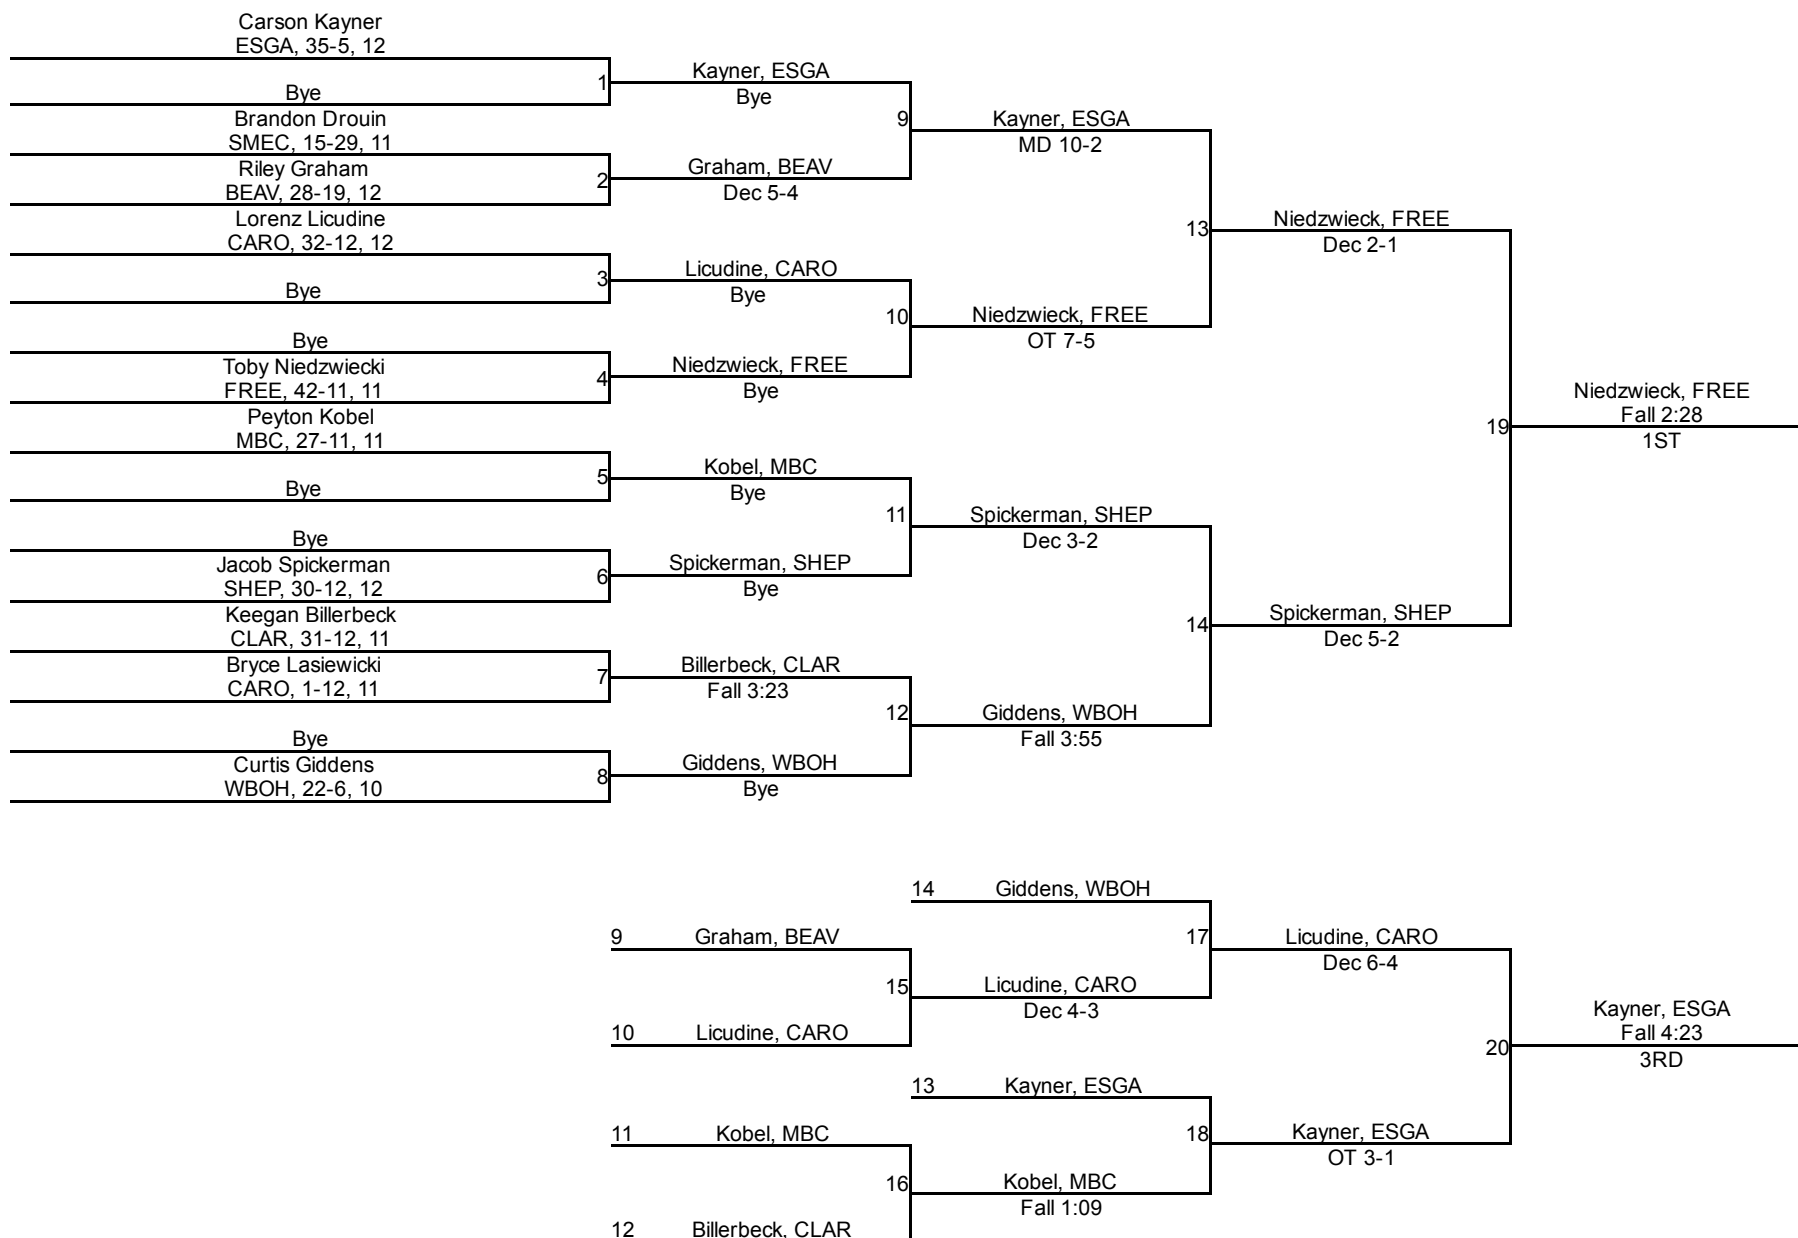 Carson Kayner
ESGA, 35-5, 12
1
Bye
Kayner, ESGA
Bye
Brandon Drouin
SMEC, 15-29, 11
2
Riley Graham
BEAV, 28-19, 12
Graham, BEAV
Dec 5-4
9
Kayner, ESGA
MD 10-2
Lorenz Licudine
CARO, 32-12, 12
3
Bye
Licudine, CARO
Bye
Bye
4
Toby Niedzwiecki
FREE, 42-11, 11
Niedzwieck, FREE
Bye
10
Niedzwieck, FREE
OT 7-5
13
Niedzwieck, FREE
Dec 2-1
Peyton Kobel
MBC, 27-11, 11
5
Bye
Kobel, MBC
Bye
Bye
6
Jacob Spickerman
SHEP, 30-12, 12
Spickerman, SHEP
Bye
11
Spickerman, SHEP
Dec 3-2
Keegan Billerbeck
CLAR, 31-12, 11
7
Bryce Lasiewicki
CARO, 1-12, 11
Billerbeck, CLAR
Fall 3:23
Bye
8
Curtis Giddens
WBOH, 22-6, 10
Giddens, WBOH
Bye
12
Giddens, WBOH
Fall 3:55
14
Spickerman, SHEP
Dec 5-2
19
Niedzwieck, FREE
Fall 2:28
1ST
14 Giddens, WBOH
9 Graham, BEAV
15
10 Licudine, CARO
Licudine, CARO
Dec 4-3
17
Licudine, CARO
Dec 6-4
13 Kayner, ESGA
11 Kobel, MBC
16
12 Billerbeck, CLAR
Kobel, MBC
Fall 1:09
18
Kayner, ESGA
OT 3-1
20
Kayner, ESGA
Fall 4:23
3RD